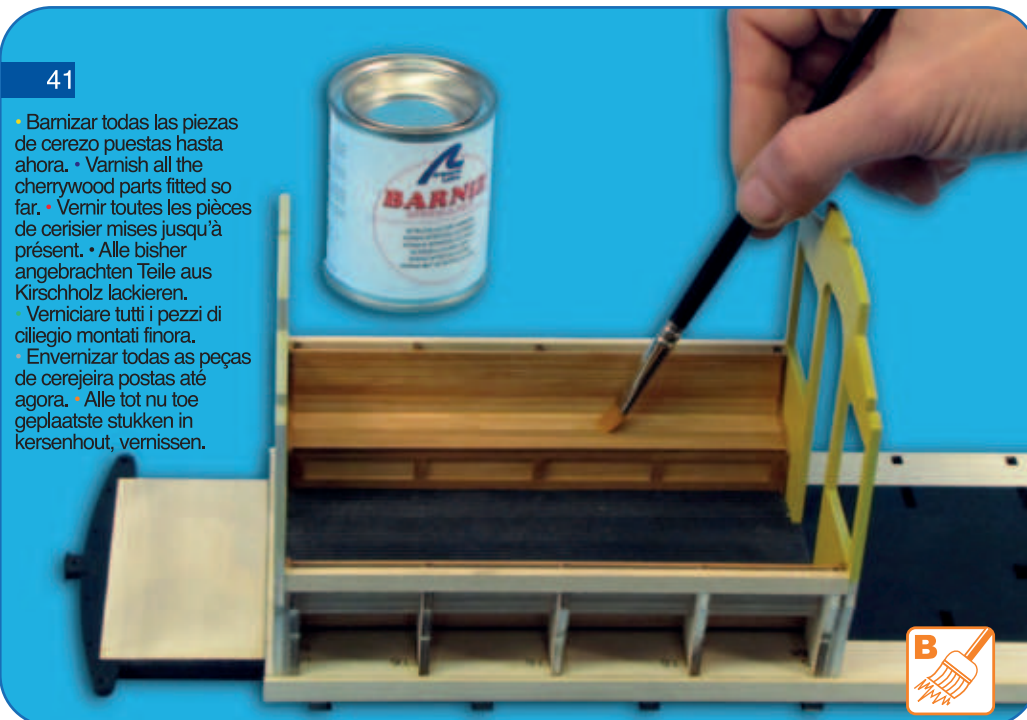 41
• Barnizar todas las piezas
de cerezo puestas hasta
ahora. • Varnish all the
cherrywood parts fitted so
far. • Vernir toutes les pièces
de cerisier mises jusqu'à
présent. • Alle bisher
angebrachten Teile aus
Kirschholz lackieren.
• Verniciare tutti i pezzi di
ciliegio montati finora.
• Envernizar todas as peças
de cerejeira postas até
agora. • Alle tot nu toe
geplaatste stukken in
kersenhout, vernissen.
BARNIZ
B